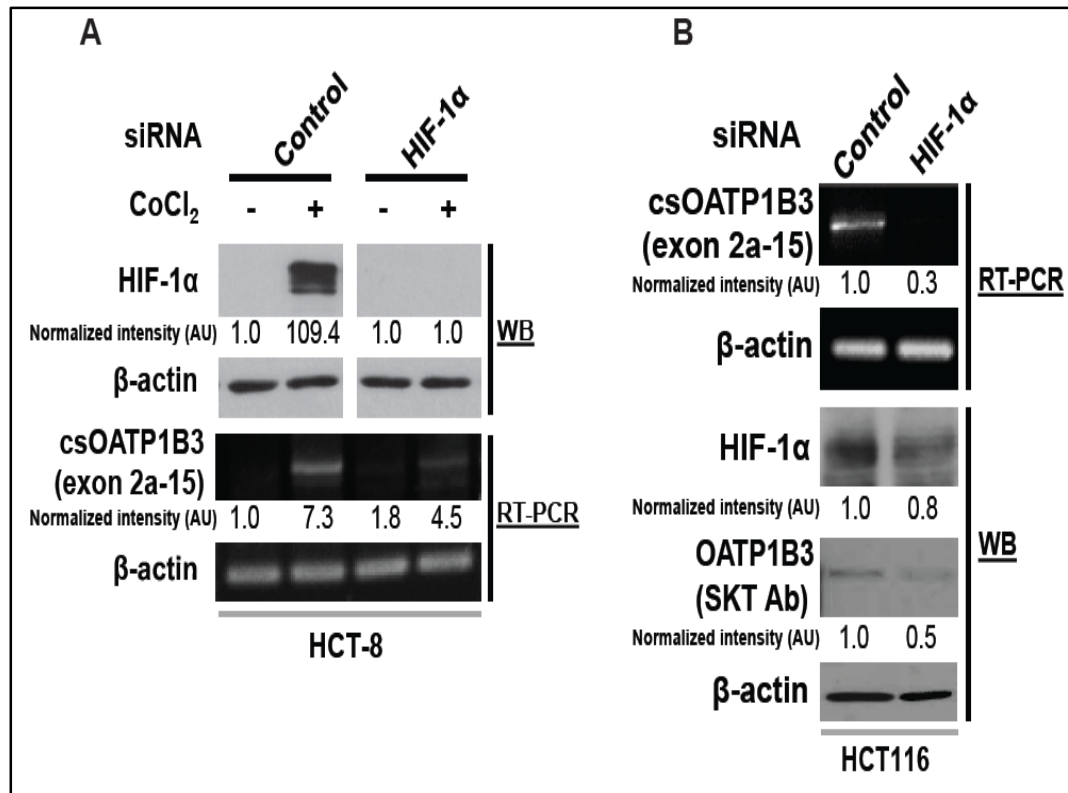 A
siRNA Control HIF-1α
CoCl₂ - + - +
HIF-1α
Normalized intensity (AU) 1.0 109.4 1.0 1.0
β-actin
WB
csOATP1B3
(exon 2a-15)
Normalized intensity (AU) 1.0 7.3 1.8 4.5
β-actin
RT-PCR
HCT-8
B
siRNA Control HIF-1α
csOATP1B3
(exon 2a-15)
Normalized intensity (AU) 1.0 0.3
β-actin
RT-PCR
HIF-1α
Normalized intensity (AU) 1.0 0.8
OATP1B3
(SKT Ab)
Normalized intensity (AU) 1.0 0.5
β-actin
WB
HCT116